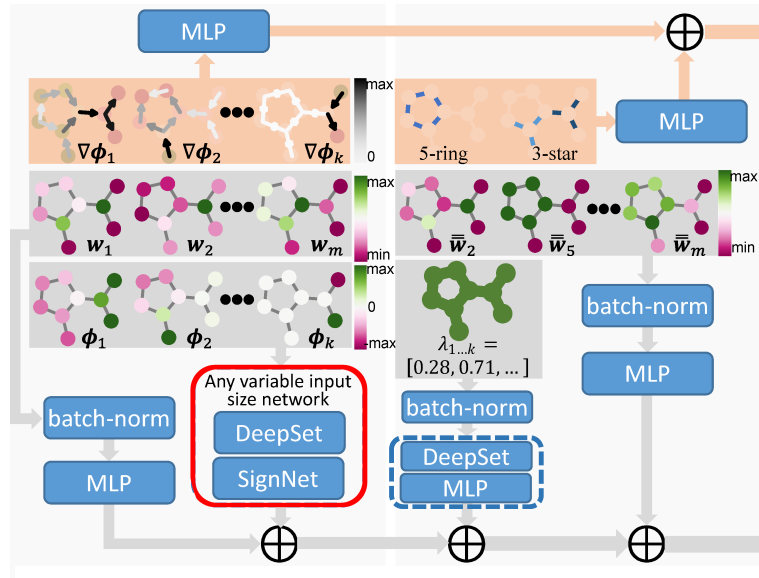 MLP
max
0
∇ϕ₁
∇ϕ₂
∇ϕₖ
5-ring
3-star
MLP
max
min
w₁
w₂
wₘ
w̿₂
w̿₅
w̿ₘ
max
min
max
0
-max
ϕ₁
ϕ₂
ϕₖ
λ₁…ₖ =
[0.28, 0.71, … ]
batch-norm
MLP
Any variable input
size network
DeepSet
SignNet
batch-norm
MLP
batch-norm
DeepSet
MLP